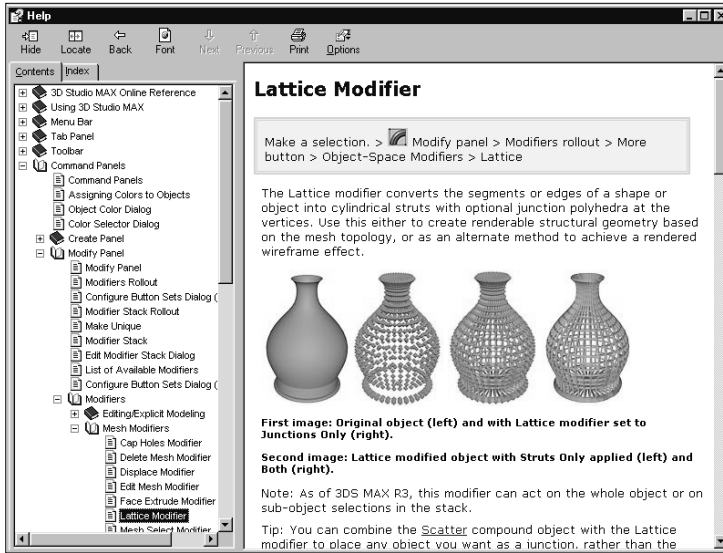 Help
Hide Locate Back Font Next Previous Print Options
Contents Index
3D Studio MAX Online Reference
Using 3D Studio MAX
Menu Bar
Tab Panel
Toolbar
Command Panels
Command Panels
Assigning Colors to Objects
Object Color Dialog
Color Selector Dialog
Create Panel
Modify Panel
Modify Panel
Modifiers Rollout
Configure Button Sets Dialog (
Modifier Stack Rollout
Make Unique
Modifier Stack
Edit Modifier Stack Dialog
List of Available Modifiers
Configure Button Sets Dialog (
Modifiers
Editing/Explicit Modeling
Mesh Modifiers
Cap Holes Modifier
Delete Mesh Modifier
Displace Modifier
Edit Mesh Modifier
Face Extrude Modifier
Lattice Modifier
Mesh Select Modifier
Lattice Modifier
Make a selection. > Modify panel > Modifiers rollout > More
button > Object-Space Modifiers > Lattice
The Lattice modifier converts the segments or edges of a shape or
object into cylindrical struts with optional junction polyhedra at the
vertices. Use this either to create renderable structural geometry based
on the mesh topology, or as an alternate method to achieve a rendered
wireframe effect.
First image: Original object (left) and with Lattice modifier set to
Junctions Only (right).
Second image: Lattice modified object with Struts Only applied (left) and
Both (right).
Note: As of 3DS MAX R3, this modifier can act on the whole object or on
sub-object selections in the stack.
Tip: You can combine the Scatter compound object with the Lattice
modifier to place any object you want as a junction, rather than the